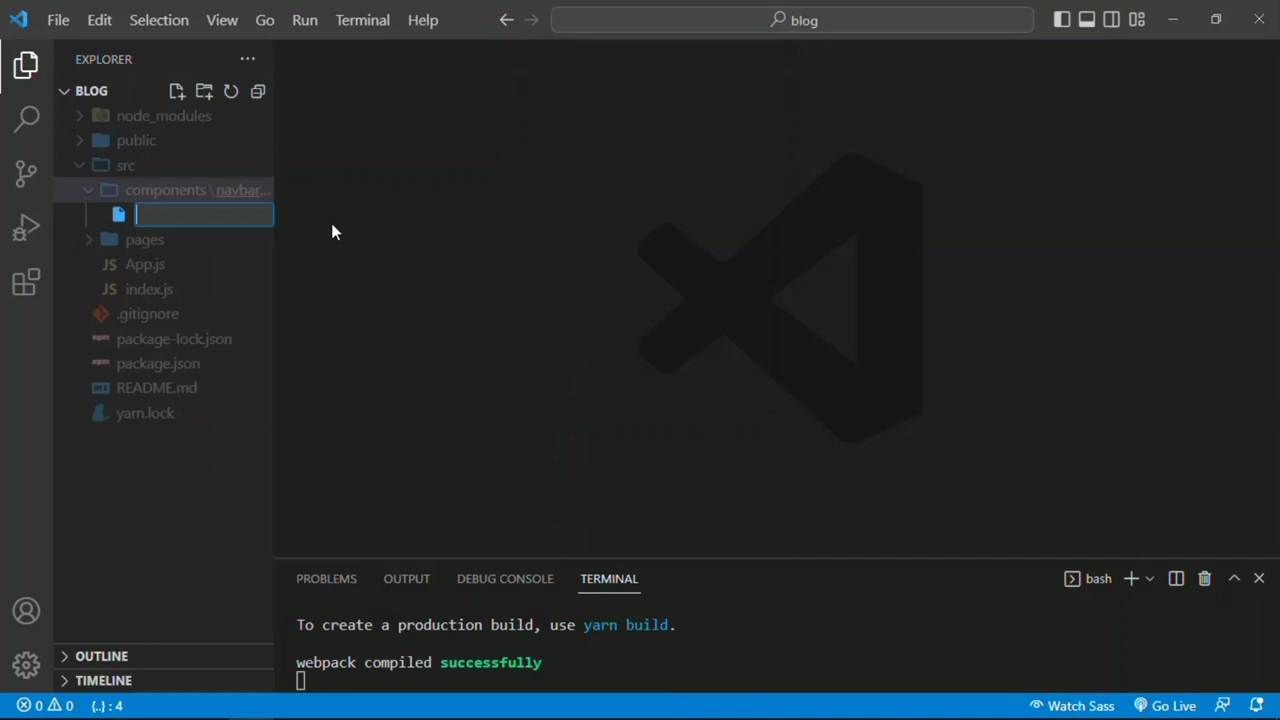 File Edit Selection View Go Run Terminal Help
blog
EXPLORER
BLOG
node_modules
public
src
components \ navbar...
pages
JS App.js
JS index.js
.gitignore
package-lock.json
package.json
README.md
yarn.lock
OUTLINE
TIMELINE
PROBLEMS OUTPUT DEBUG CONSOLE TERMINAL
bash
To create a production build, use yarn build.
webpack compiled successfully
0 0 {..} : 4 Watch Sass Go Live